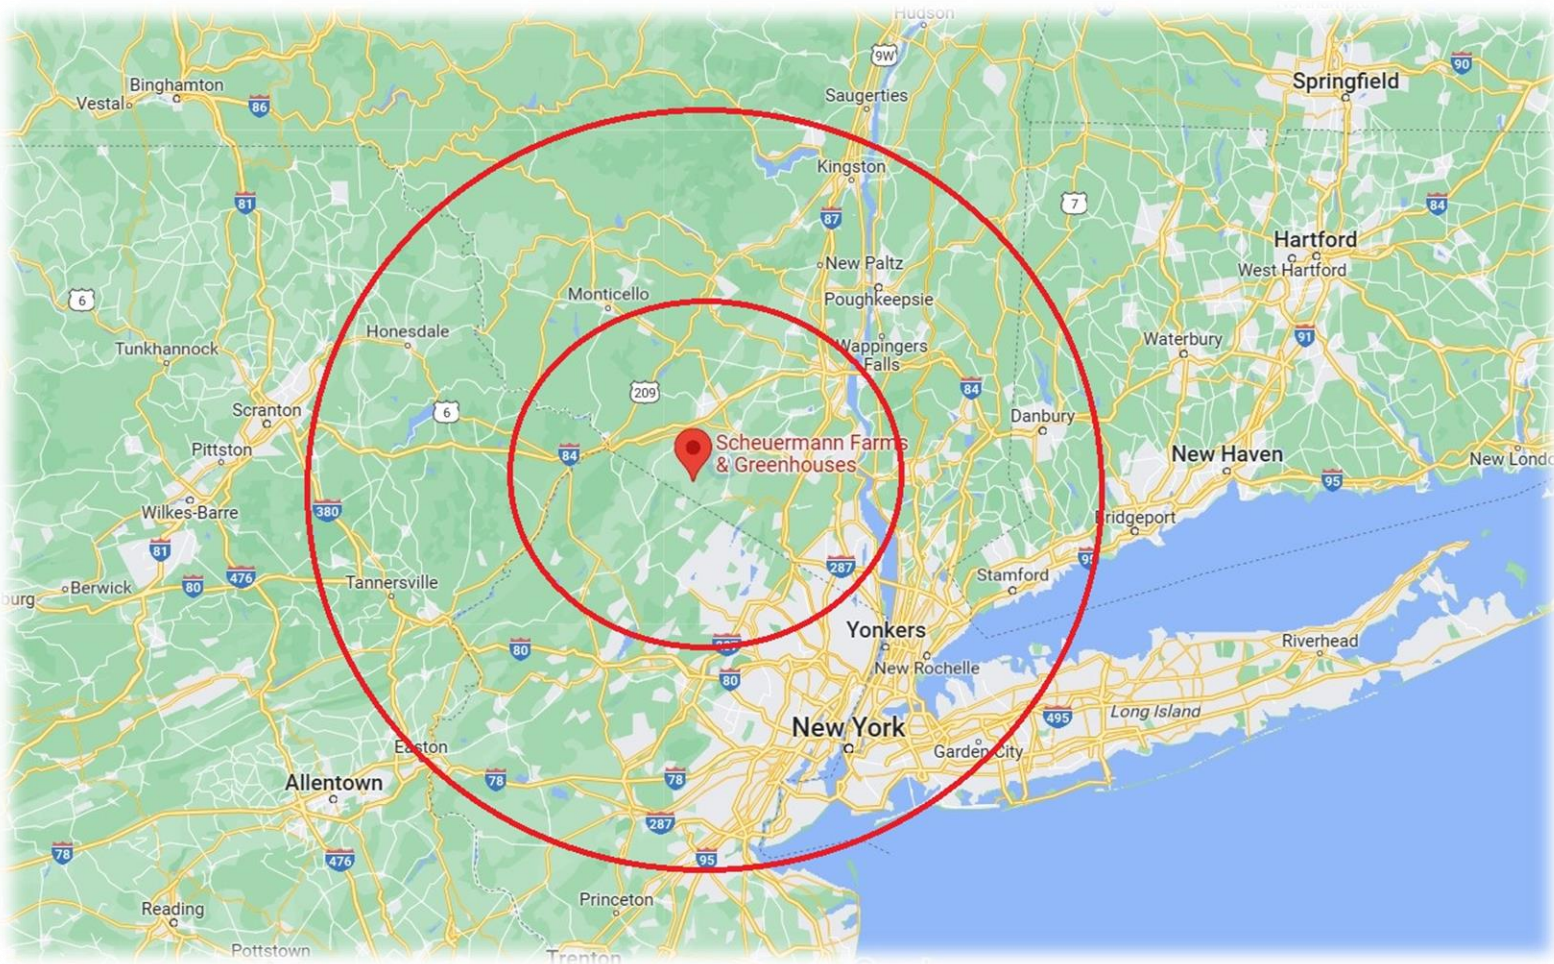 Hudson
9W
90
Springfield
Binghamton
Vestal
86
Saugerties
Kingston
81
87
7
84
Hartford
West Hartford
New Paltz
Monticello
Poughkeepsie
6
Honesdale
Wappingers
Falls
Waterbury
91
Tunkhannock
209
84
Scranton
6
Danbury
Pittston
84
Scheuermann Farms
& Greenhouses
New Haven
New Londo
95
Wilkes-Barre
380
Bridgeport
81
476
80
Berwick
burg
Tannersville
287
95
Stamford
Yonkers
80
New Rochelle
Riverhead
287
80
New York
495
Long Island
Easton
Garden City
Allentown
78
78
287
78
476
95
Reading
Princeton
Pottstown
Trenton